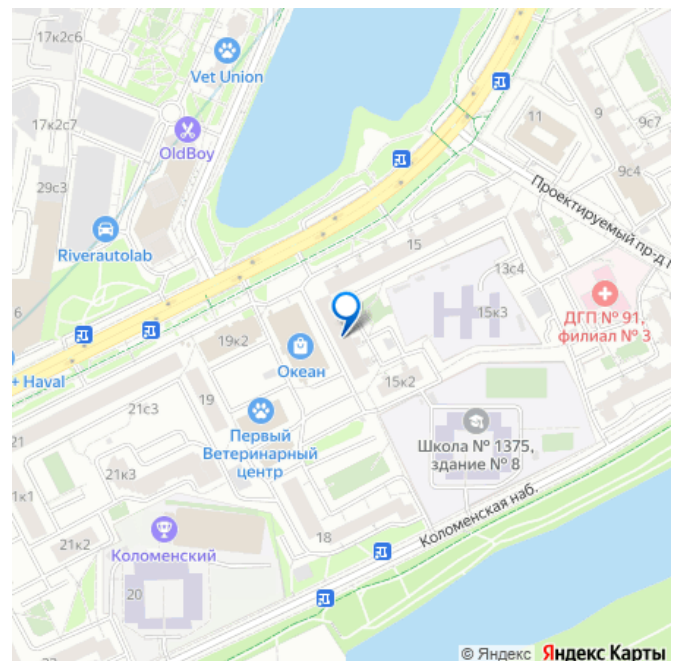 17к2с6
Vet Union
11
9
9с7
17к2с7
OldBoy
9с4
29с3
Проектируемый пр-д
15
Riverautolab
13с4
6
15к3
ДГП № 91,
филиал № 3
19к2
Океан
+ Haval
15к2
21с3
19
21
Первый
Ветеринарный
центр
Школа № 1375,
здание № 8
21к3
1к1
18
Коломенская наб.
21к2
Коломенский
20
© Яндекс Яндекс Карты